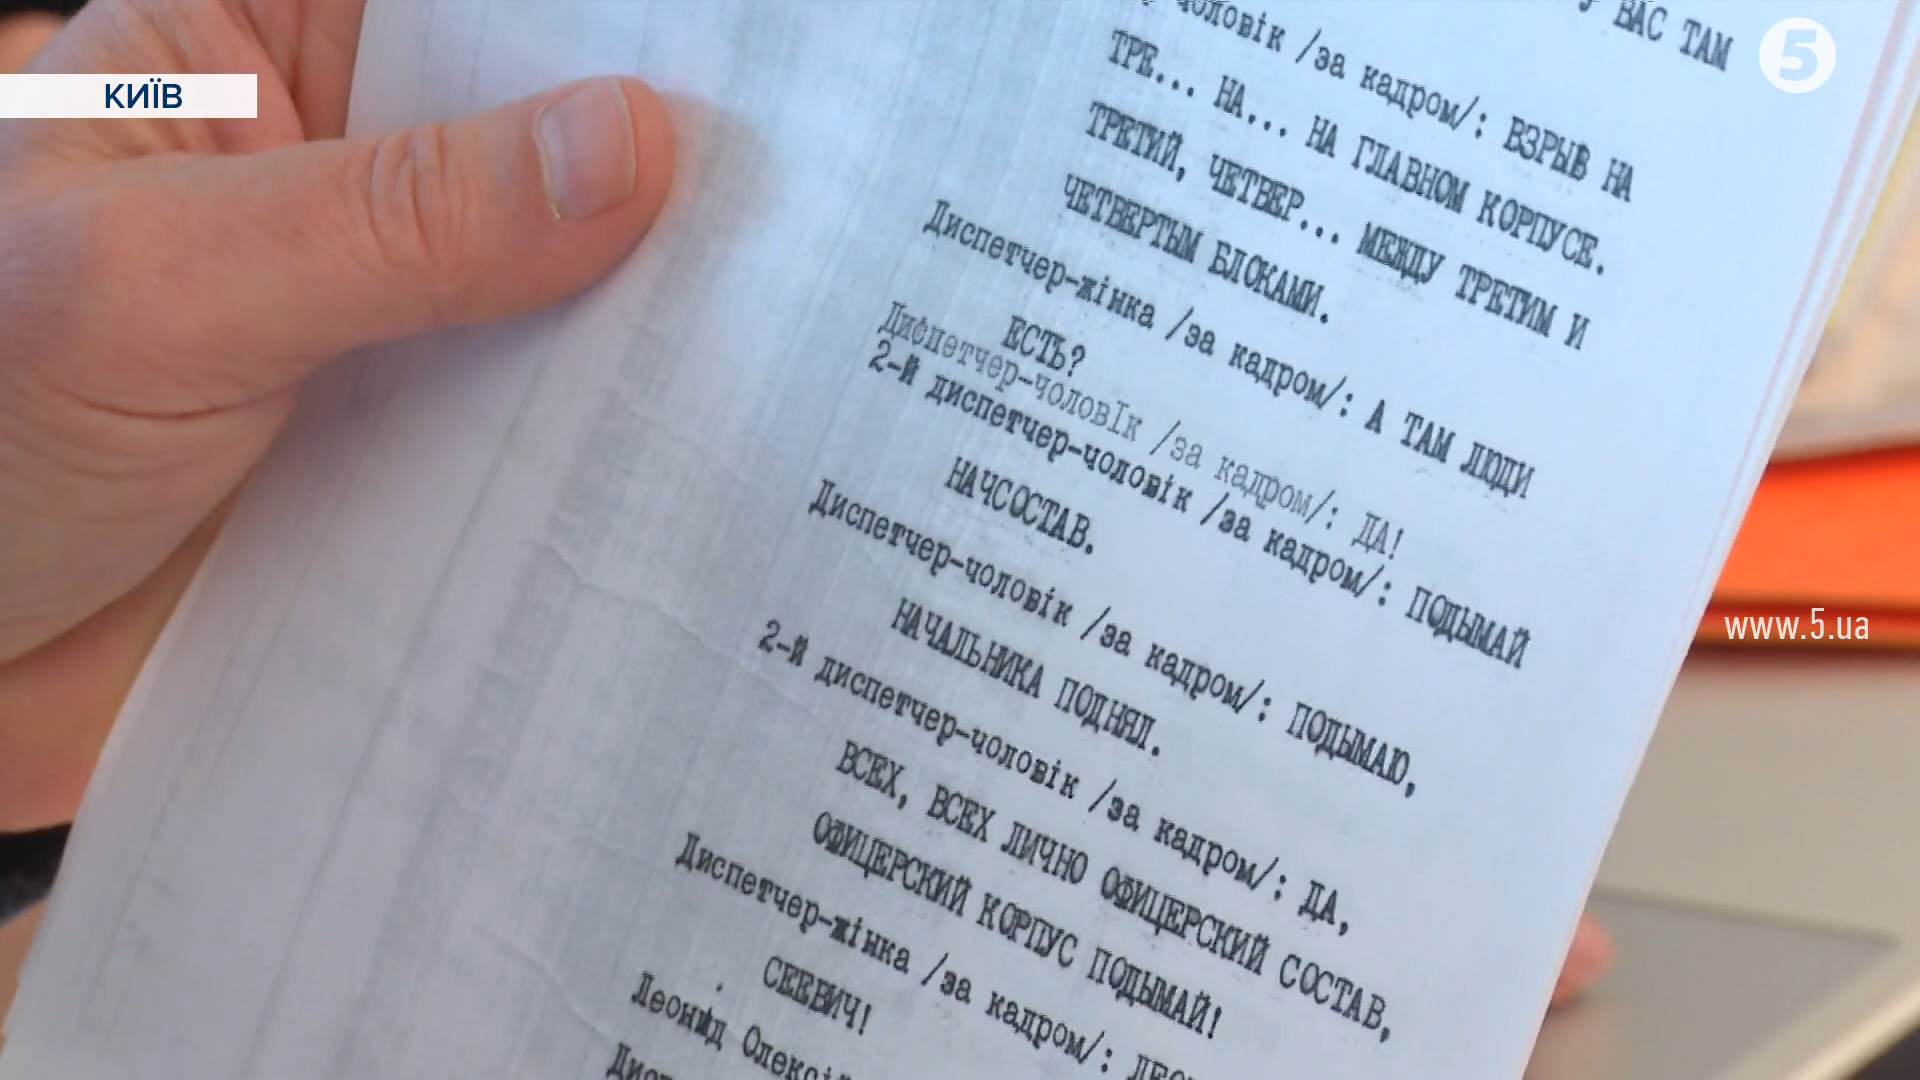 КИЇВ
5
У ВАС ТАМ
/за кадром/: ВЗРЫВ НА
ТРЕ... НА... НА ГЛАВНОМ КОРПУСЕ.
ТРЕТИЙ, ЧЕТВЕР... МЕЖДУ ТРЕТИМ И
ЧЕТВЕРТЫМ БЛОКАМИ.
Диспетчер-жінка /за кадром/: А ТАМ ЛЮДИ
ЕСТЬ?
Диспетчер-чоловік /за кадром/: ДА!
2-й диспетчер-чоловік /за кадром/: ПОДЫМАЙ
НАЧСОСТАВ.
Диспетчер-чоловік /за кадром/: ПОДЫМАЮ,
НАЧАЛЬНИКА ПОДНЯЛ.
2-й диспетчер-чоловік /за кадром/: ДА,
ВСЕХ, ВСЕХ ЛИЧНО ОФИЦЕРСКИЙ СОСТАВ,
ОФИЦЕРСКИЙ КОРПУС ПОДЫМАЙ!
Диспетчер-жінка /за кадром/:
СЕЕВИЧ!
Леонід
www.5.ua